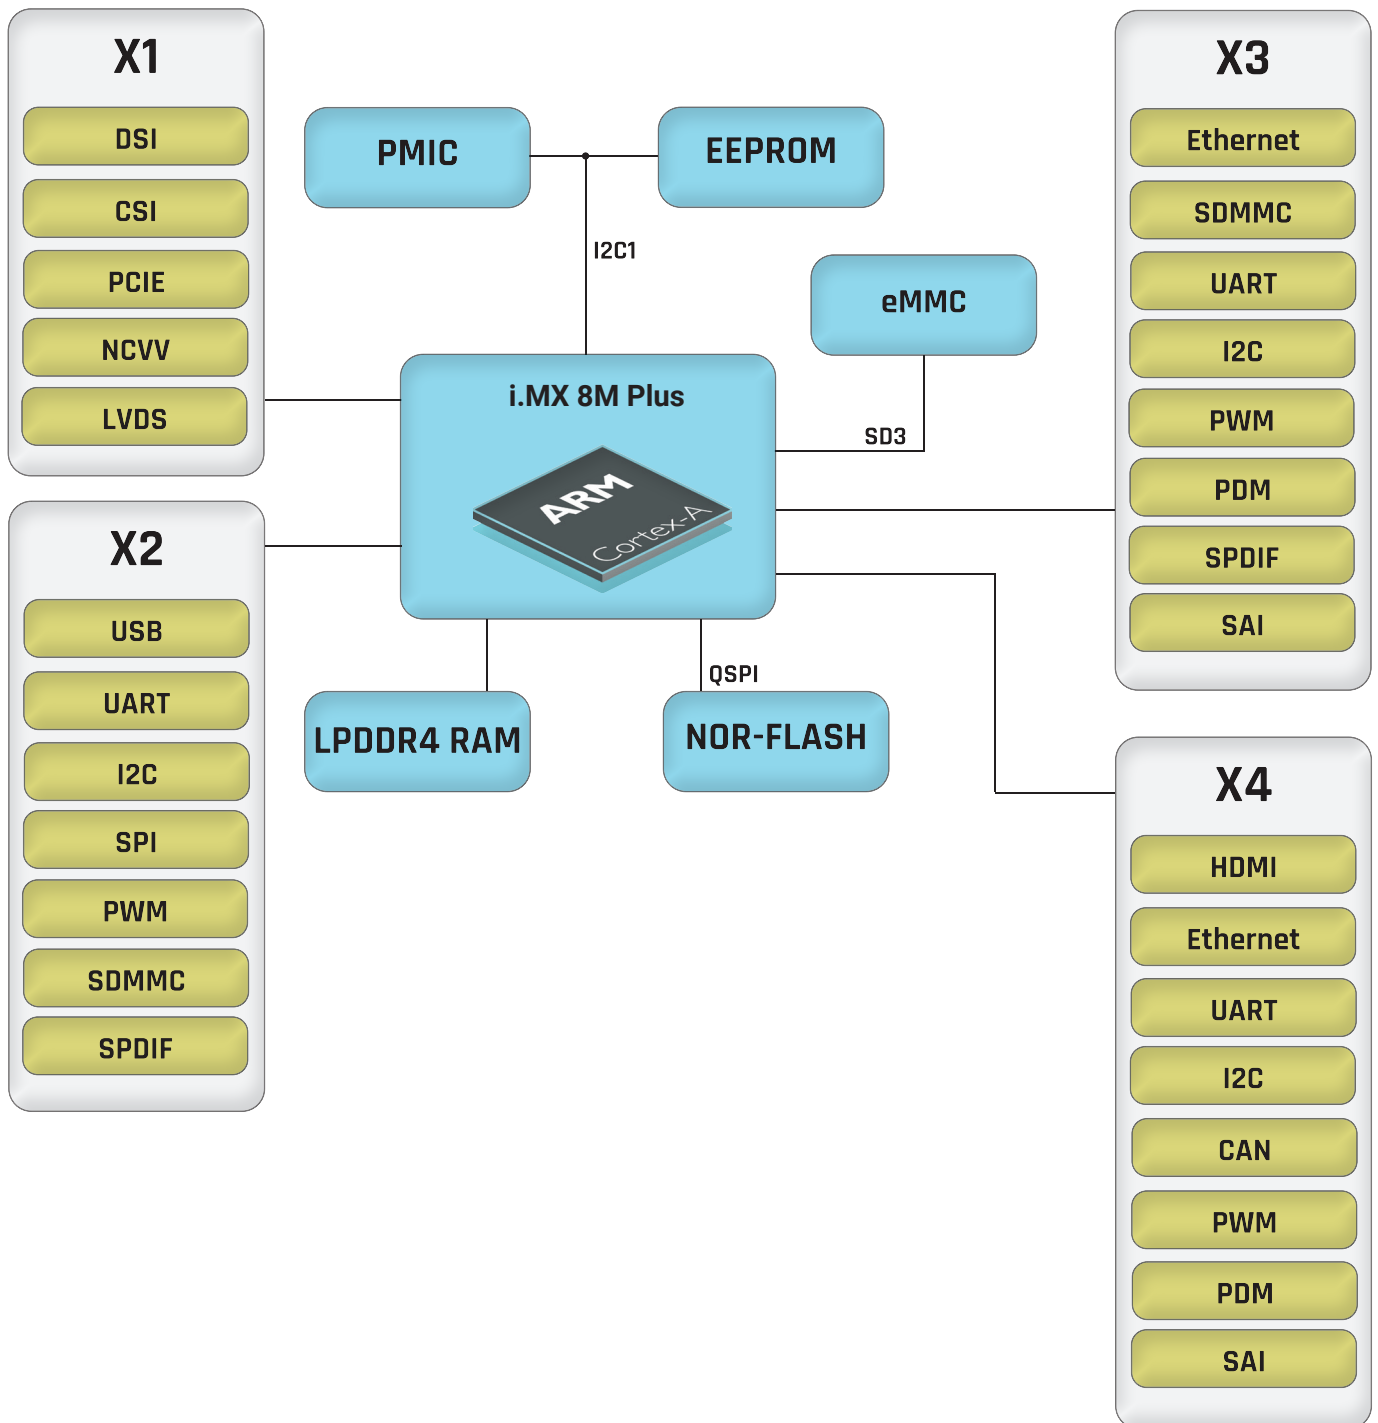 X1
DSI
CSI
PCIE
NCVV
LVDS
X2
USB
UART
I2C
SPI
PWM
SDMMC
SPDIF
PMIC
EEPROM
I2C1
eMMC
SD3
i.MX 8M Plus
ARM
Cortex-A
QSPI
LPDDR4 RAM
NOR-FLASH
X3
Ethernet
SDMMC
UART
I2C
PWM
PDM
SPDIF
SAI
X4
HDMI
Ethernet
UART
I2C
CAN
PWM
PDM
SAI